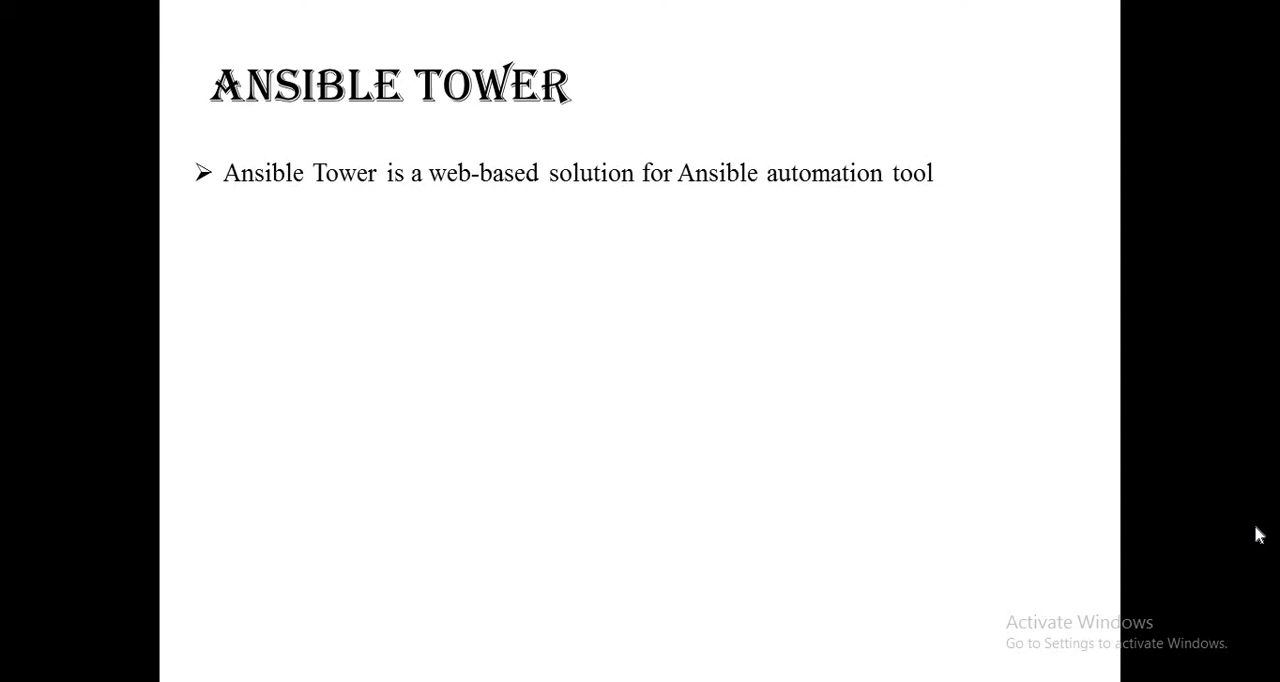 ANSIBLE TOWER
➢ Ansible Tower is a web-based solution for Ansible automation tool
Activate Windows
Go to Settings to activate Windows.